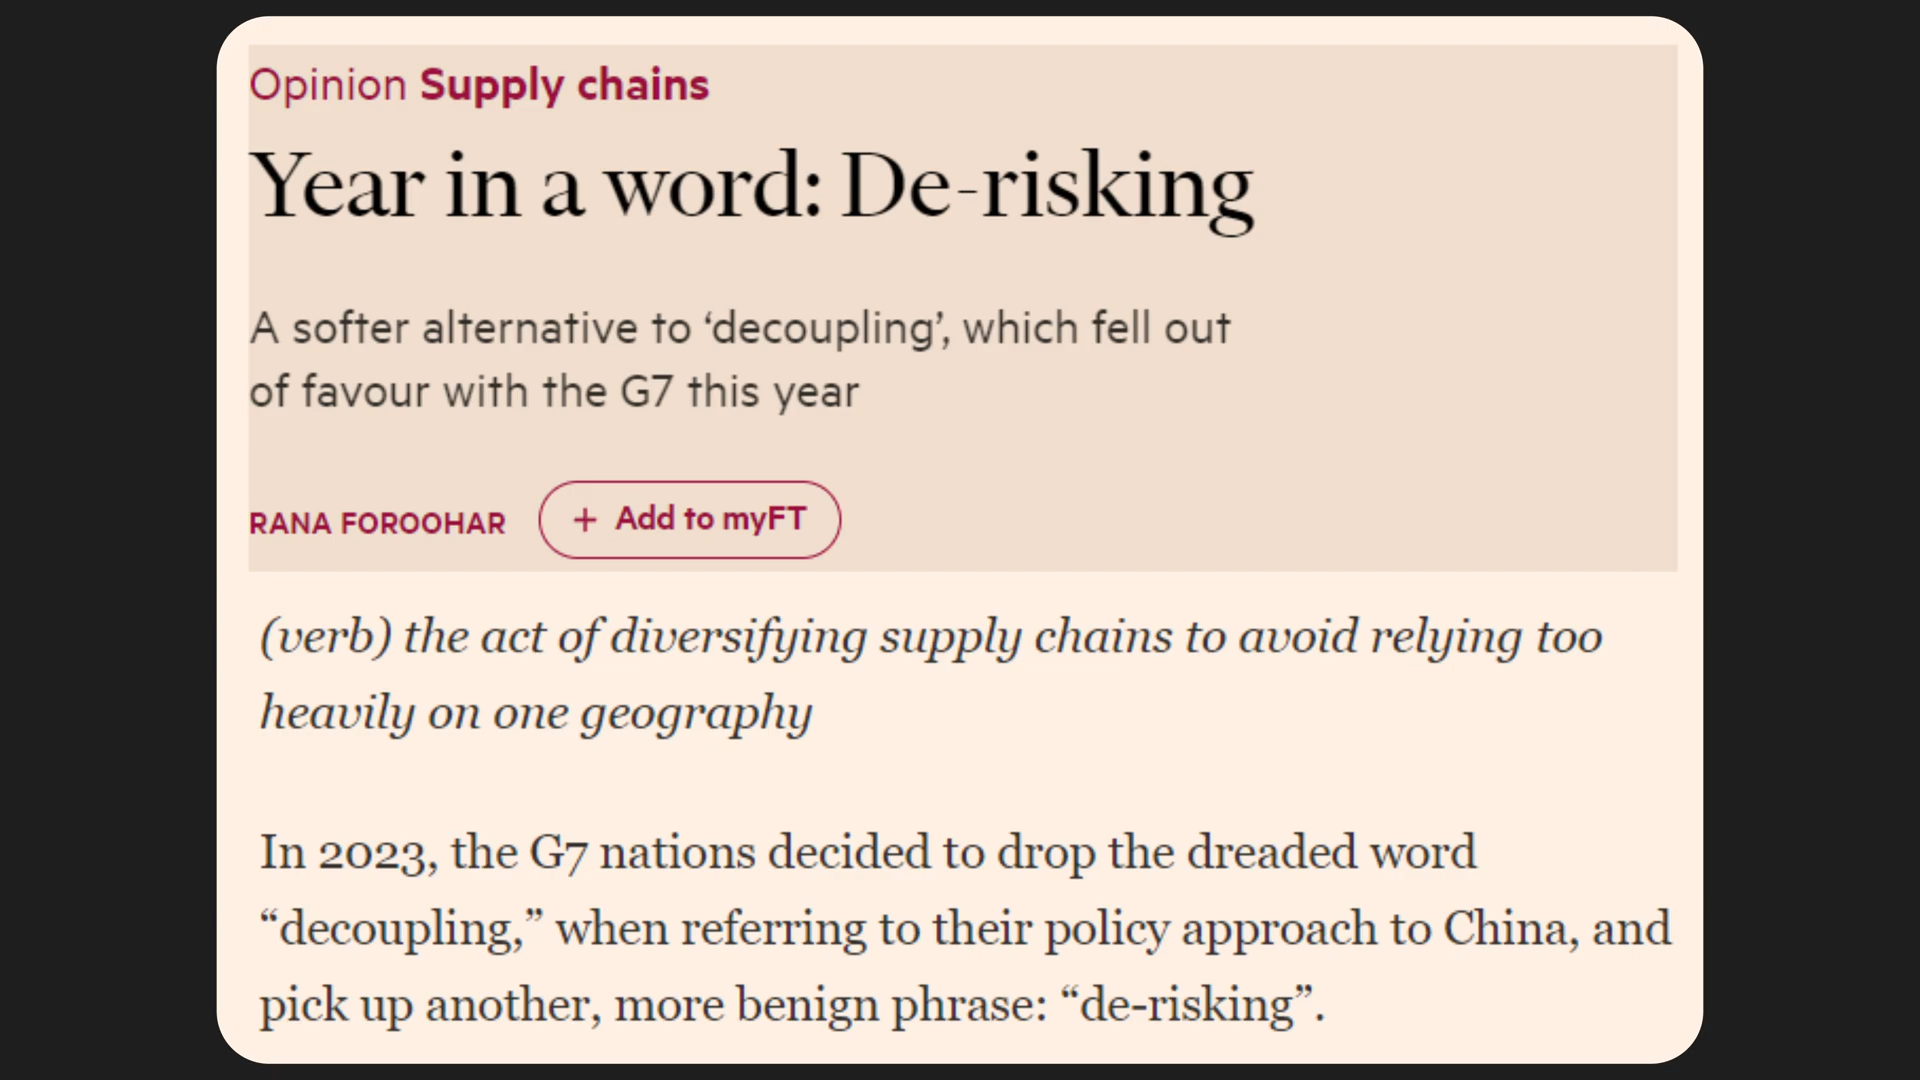 Opinion Supply chains
Year in a word: De-risking
A softer alternative to ‘decoupling’, which fell out
of favour with the G7 this year
RANA FOROOHAR + Add to myFT
(verb) the act of diversifying supply chains to avoid relying too
heavily on one geography
In 2023, the G7 nations decided to drop the dreaded word
“decoupling,” when referring to their policy approach to China, and
pick up another, more benign phrase: “de-risking”.